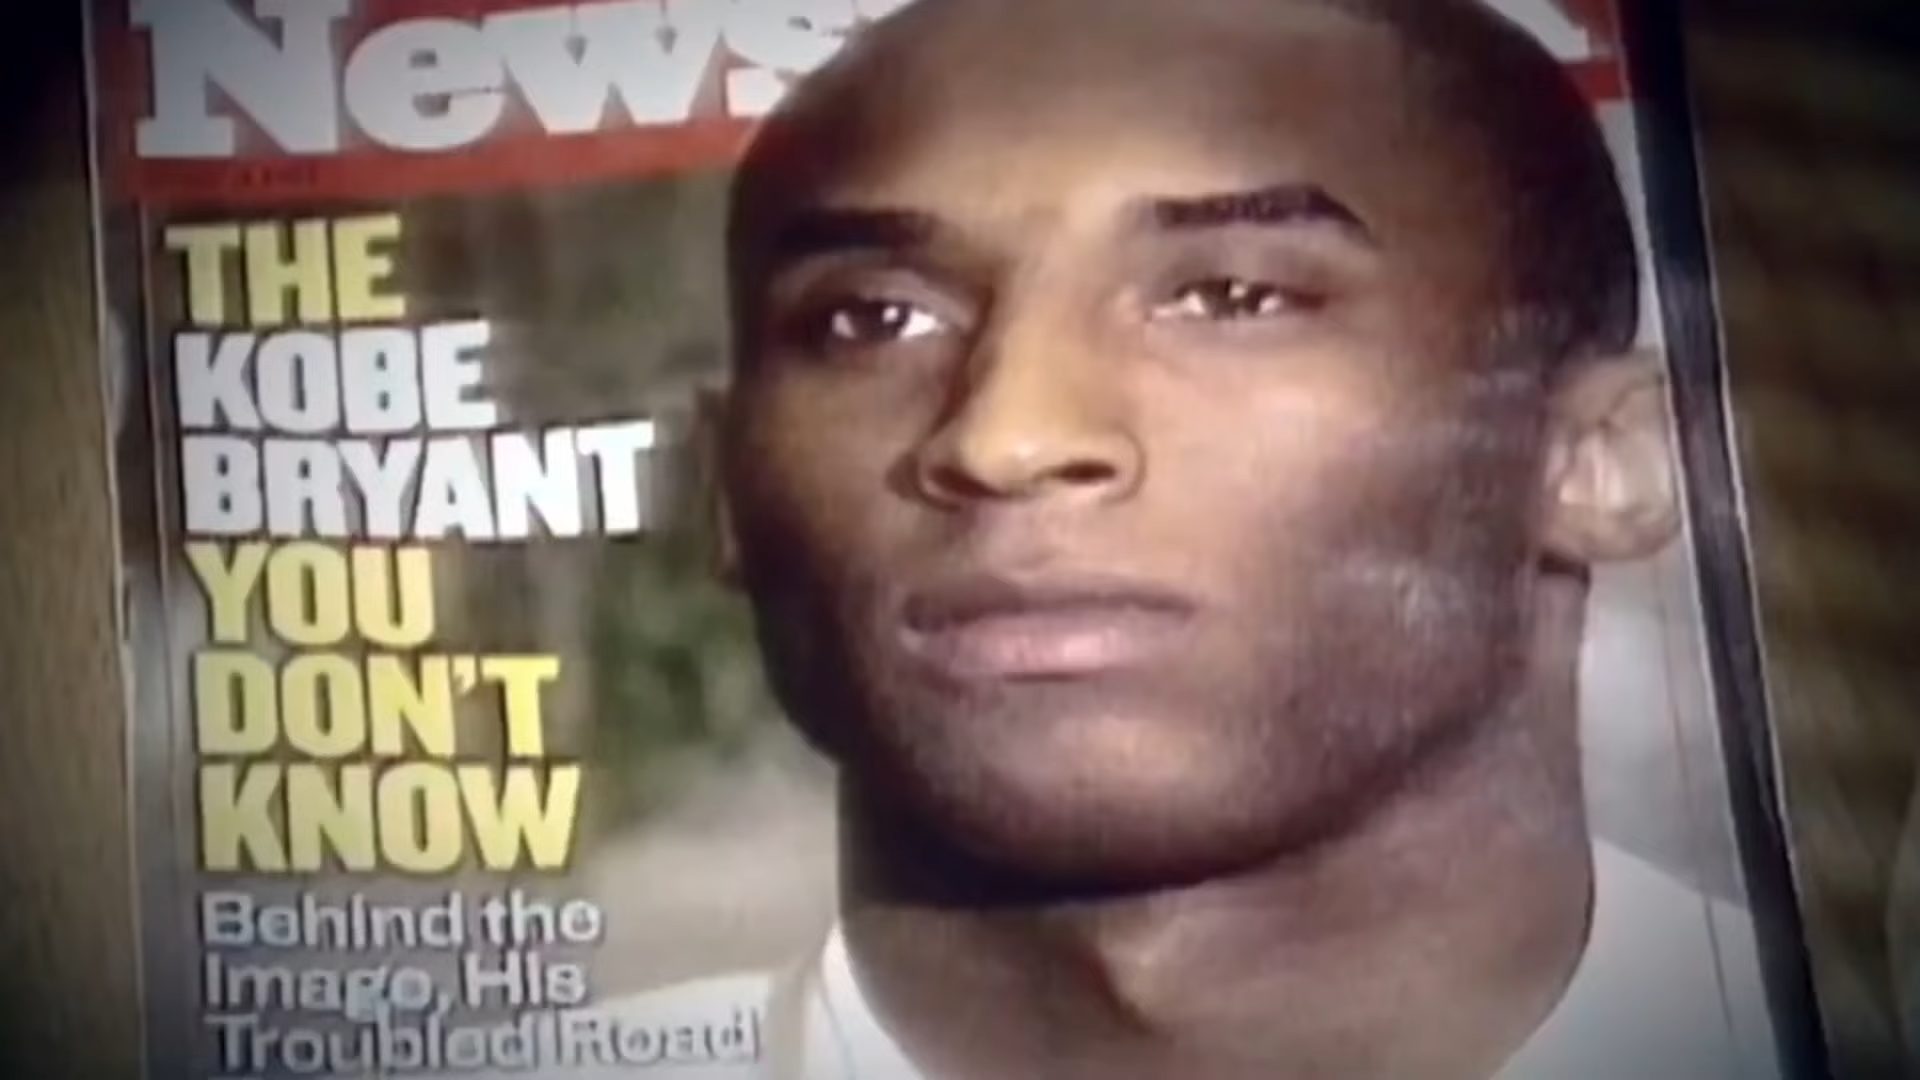 News
THE
KOBE
BRYANT
YOU
DON'T
KNOW
Behind the
Image, His
Troubled Road